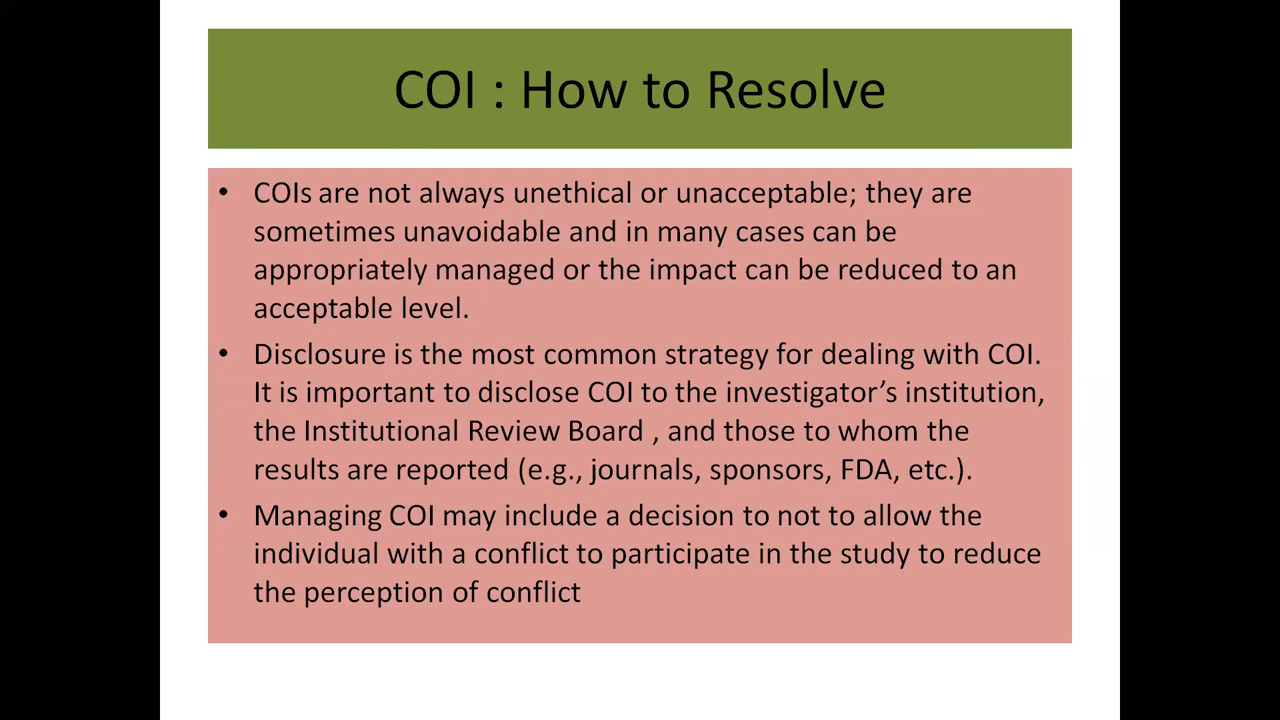 COI : How to Resolve
• COIs are not always unethical or unacceptable; they are
sometimes unavoidable and in many cases can be
appropriately managed or the impact can be reduced to an
acceptable level.
• Disclosure is the most common strategy for dealing with COI.
It is important to disclose COI to the investigator’s institution,
the Institutional Review Board , and those to whom the
results are reported (e.g., journals, sponsors, FDA, etc.).
• Managing COI may include a decision to not to allow the
individual with a conflict to participate in the study to reduce
the perception of conflict